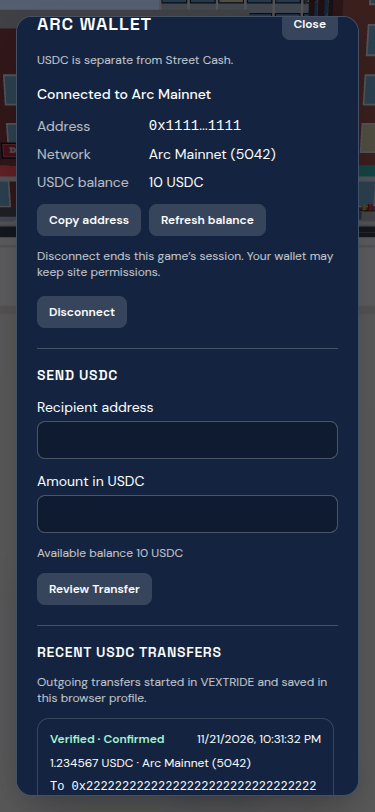 ARC WALLET
Close
USDC is separate from Street Cash.
Connected to Arc Mainnet
Address 0x1111…1111
Network Arc Mainnet (5042)
USDC balance 10 USDC
Copy address Refresh balance
Disconnect ends this game's session. Your wallet may
keep site permissions.
Disconnect
SEND USDC
Recipient address
Amount in USDC
Available balance 10 USDC
Review Transfer
RECENT USDC TRANSFERS
Outgoing transfers started in VEXTRIDE and saved in
this browser profile.
Verified · Confirmed 11/21/2026, 10:31:32 PM
1.234567 USDC · Arc Mainnet (5042)
To 0x22222222222222222222222222222222